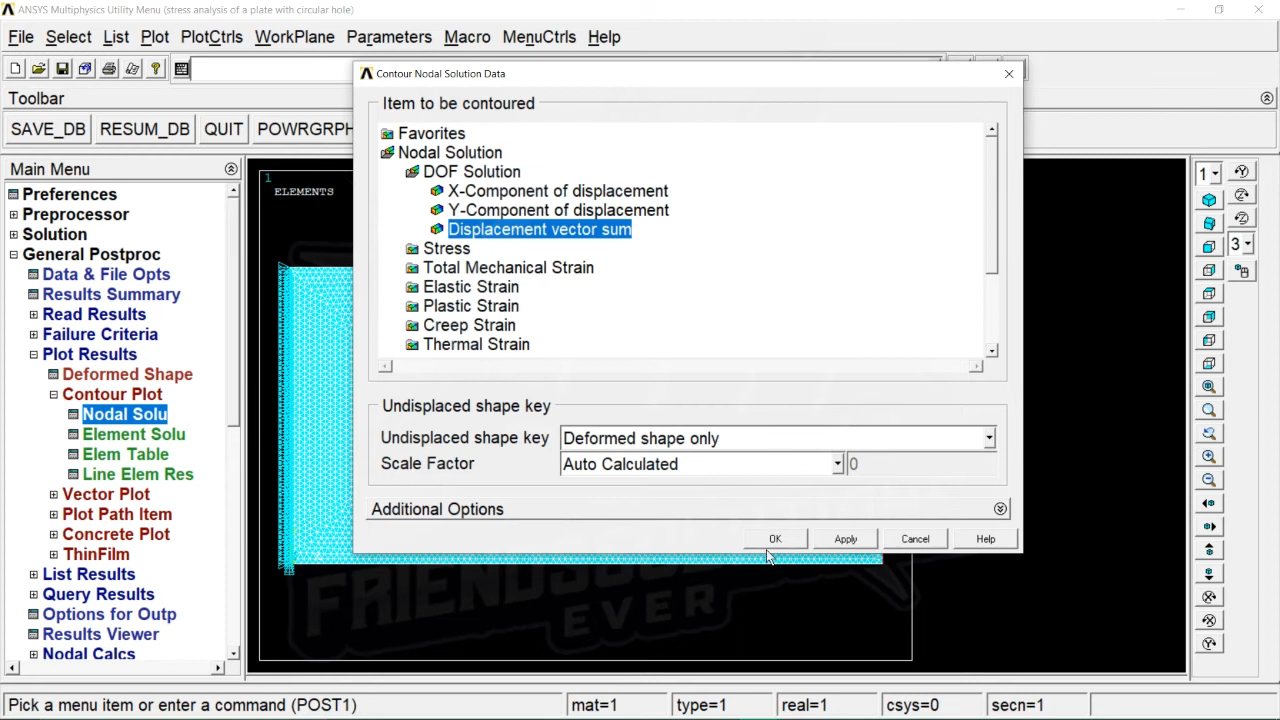 ANSYS Multiphysics Utility Menu (stress analysis of a plate with circular hole)
File Select List Plot PlotCtrls WorkPlane Parameters Macro MenuCtrls Help
Toolbar
SAVE_DB RESUM_DB QUIT POWRGRPH
Main Menu
Preferences
Preprocessor
Solution
General Postproc
Data & File Opts
Results Summary
Read Results
Failure Criteria
Plot Results
Deformed Shape
Contour Plot
Nodal Solu
Element Solu
Elem Table
Line Elem Res
Vector Plot
Plot Path Item
Concrete Plot
ThinFilm
List Results
Query Results
Options for Outp
Results Viewer
Nodal Calcs
1
ELEMENTS
Contour Nodal Solution Data
Item to be contoured
Favorites
Nodal Solution
DOF Solution
X-Component of displacement
Y-Component of displacement
Displacement vector sum
Stress
Total Mechanical Strain
Elastic Strain
Plastic Strain
Creep Strain
Thermal Strain
Undisplaced shape key
Undisplaced shape key Deformed shape only
Scale Factor Auto Calculated 0
Additional Options
OK Apply Cancel Help
EVER
1
3
Pick a menu item or enter a command (POST1) mat=1 type=1 real=1 csys=0 secn=1